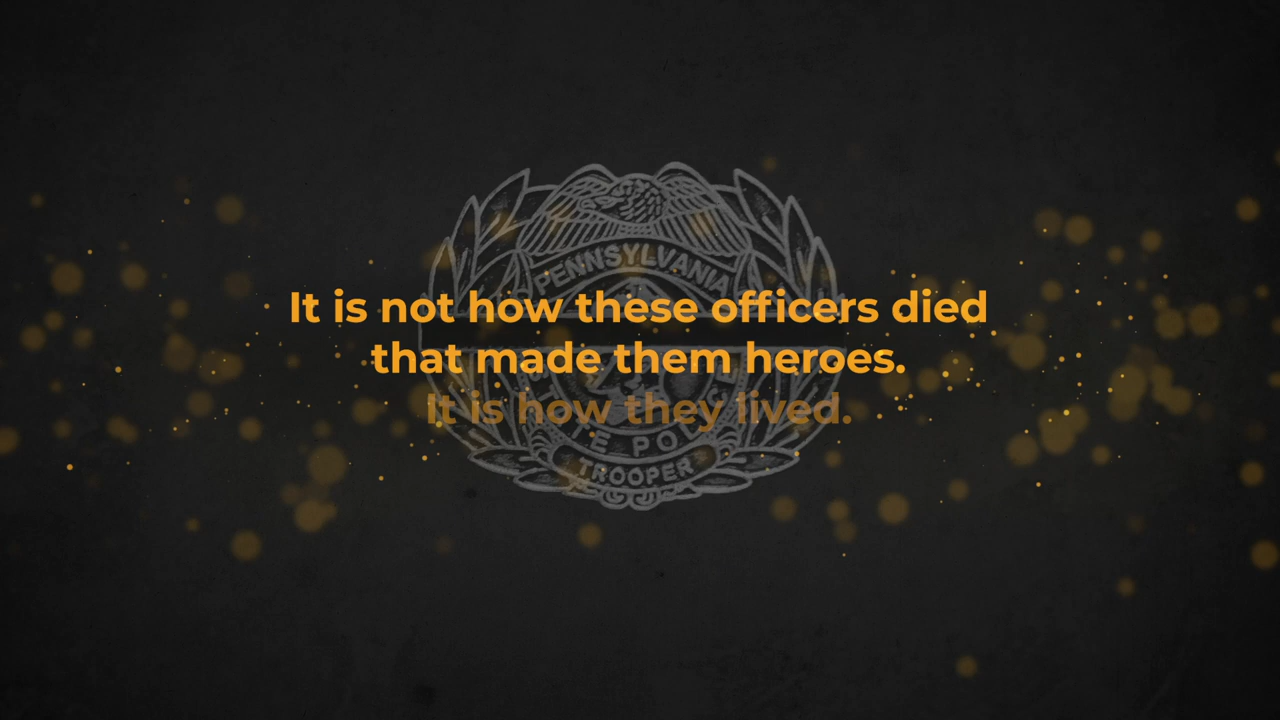 PENNSYLVANIA
It is not how these officers died
that made them heroes.
It is how they lived.
TROOPER